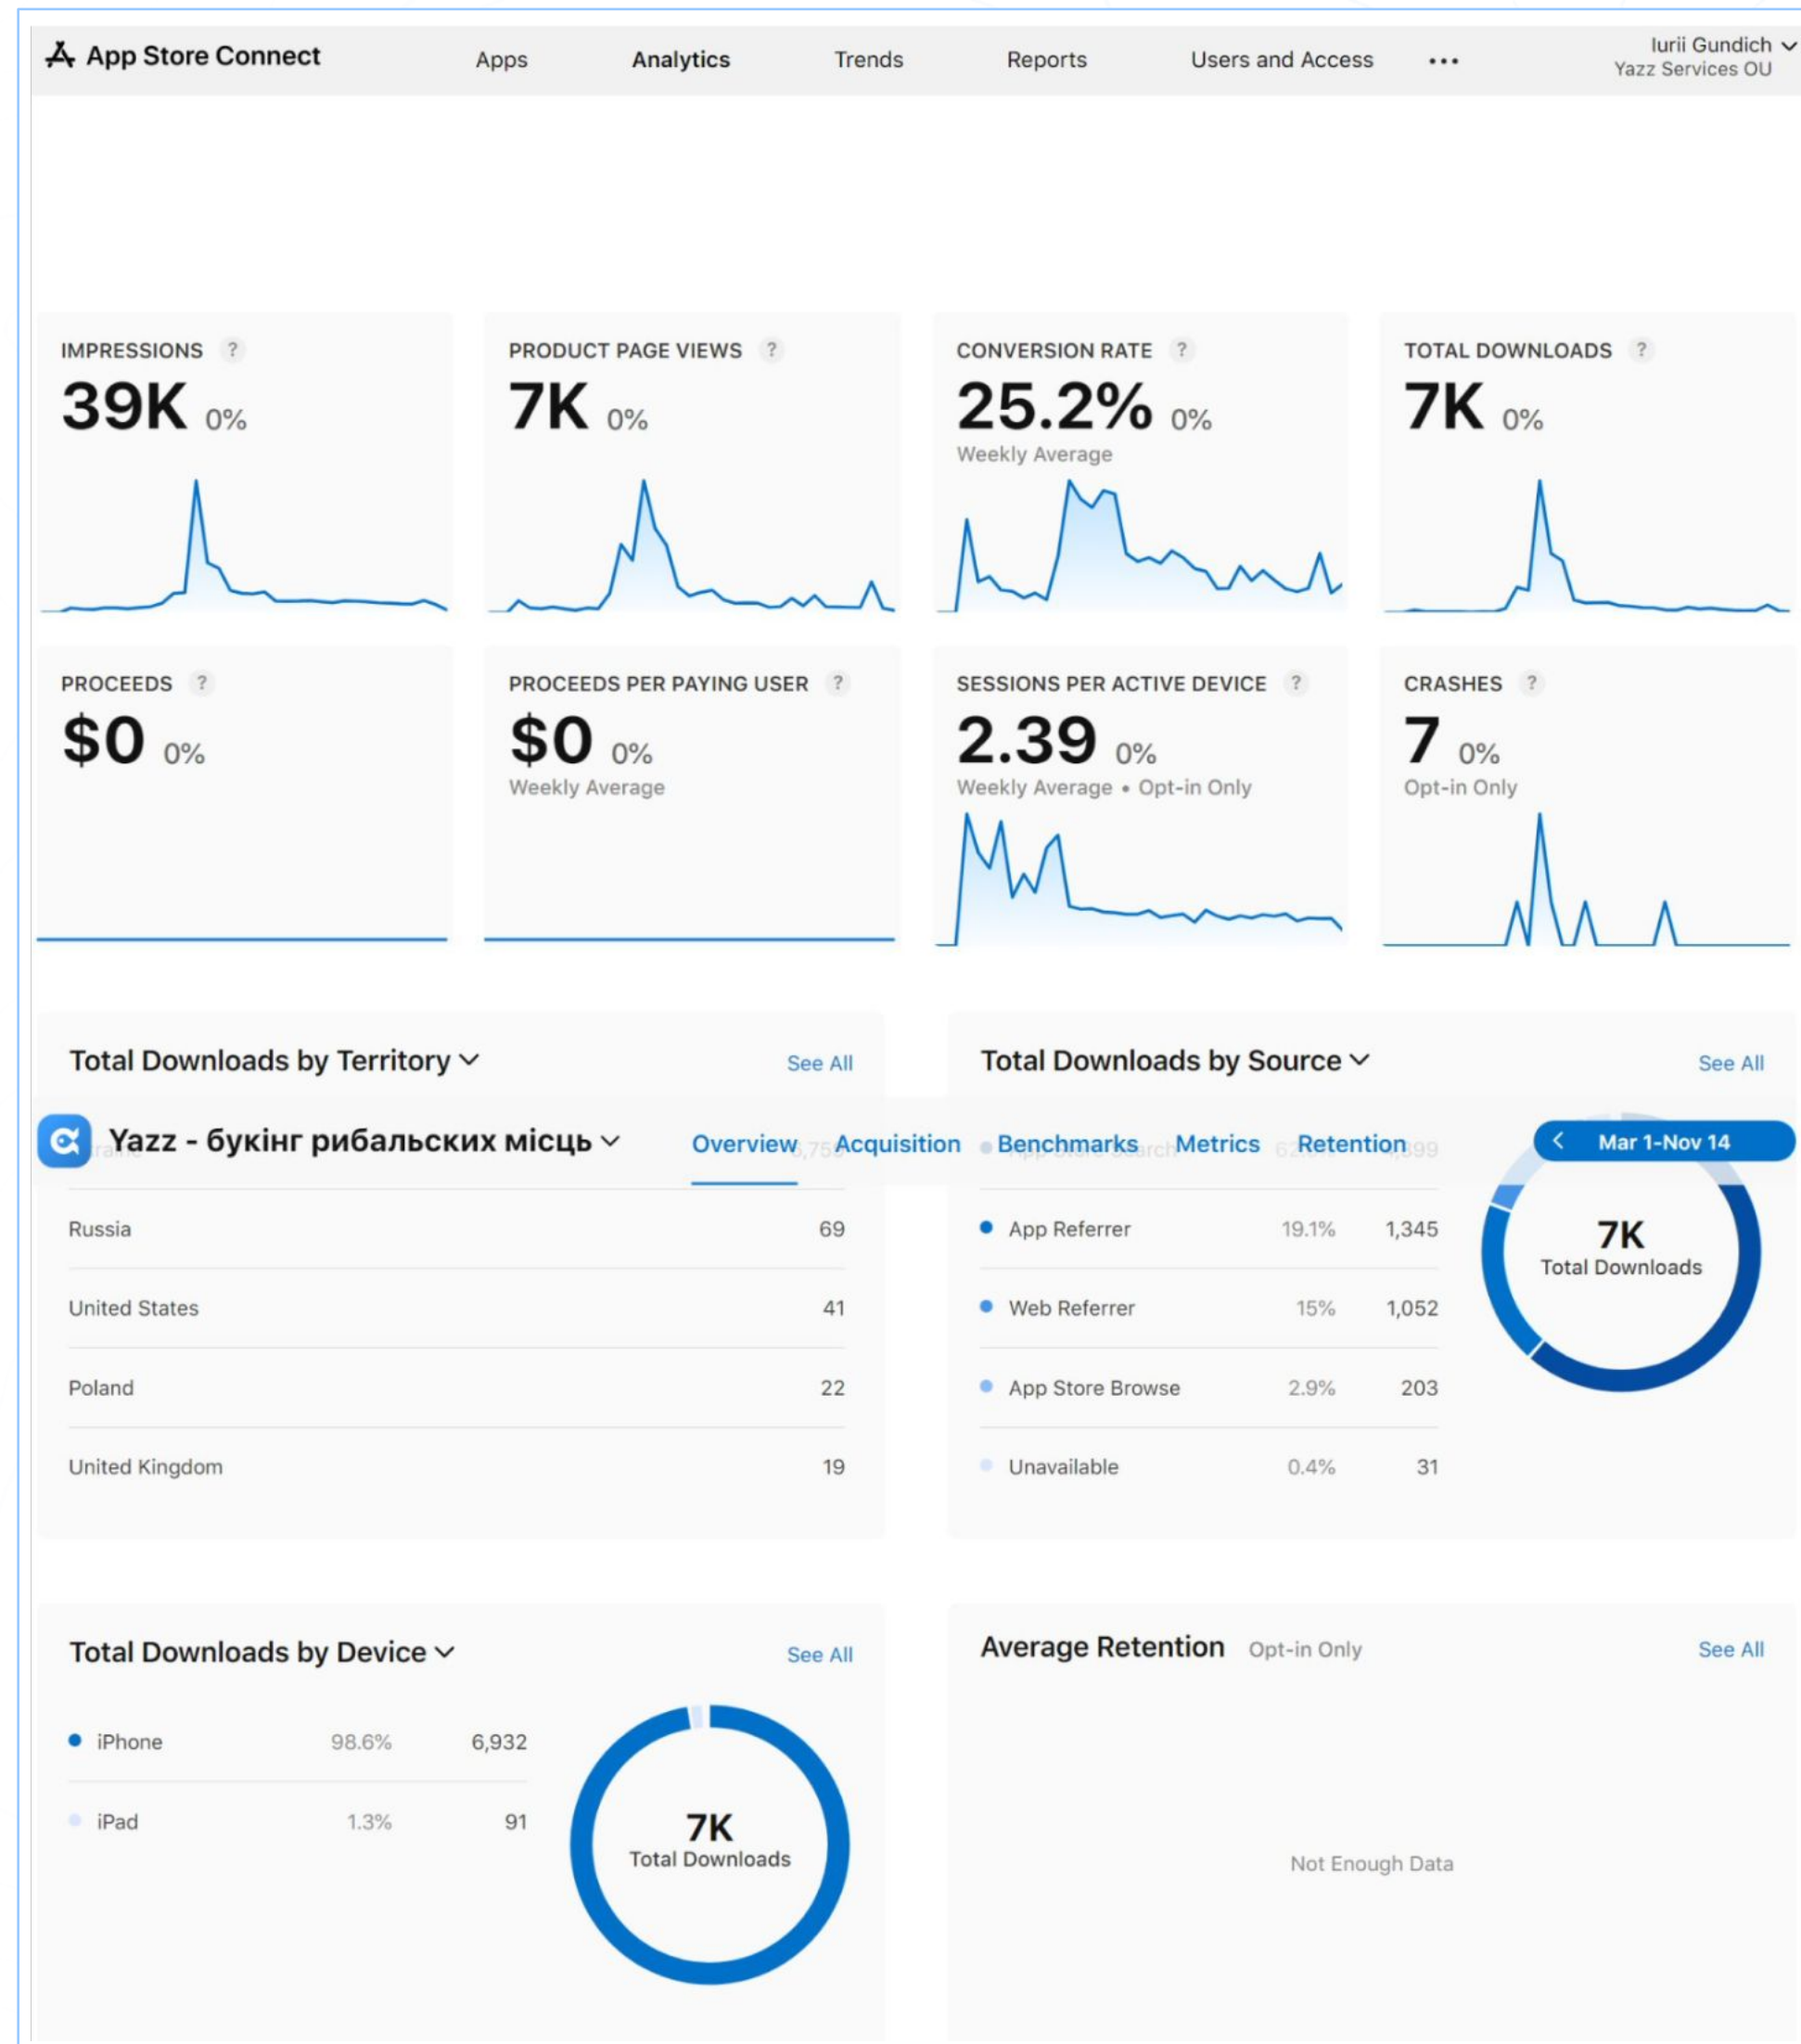 App Store Connect
Apps
Analytics
Trends
Reports
Users and Access
Iurii Gundich
Yazz Services OU
IMPRESSIONS ?
39K 0%
PRODUCT PAGE VIEWS ?
7K 0%
CONVERSION RATE ?
25.2% 0%
Weekly Average
TOTAL DOWNLOADS ?
7K 0%
PROCEEDS ?
$0 0%
PROCEEDS PER PAYING USER ?
$0 0%
Weekly Average
SESSIONS PER ACTIVE DEVICE ?
2.39 0%
Weekly Average • Opt-in Only
CRASHES ?
7 0%
Opt-in Only
Total Downloads by Territory
See All
Total Downloads by Source
See All
Yazz - букінг рибальских місць
Overview
Acquisition
Benchmarks
Metrics
Retention
Mar 1-Nov 14
Russia 69
United States 41
Poland 22
United Kingdom 19
App Referrer 19.1% 1,345
Web Referrer 15% 1,052
App Store Browse 2.9% 203
Unavailable 0.4% 31
7K
Total Downloads
Total Downloads by Device
See All
iPhone 98.6% 6,932
iPad 1.3% 91
7K
Total Downloads
Average Retention Opt-in Only
See All
Not Enough Data